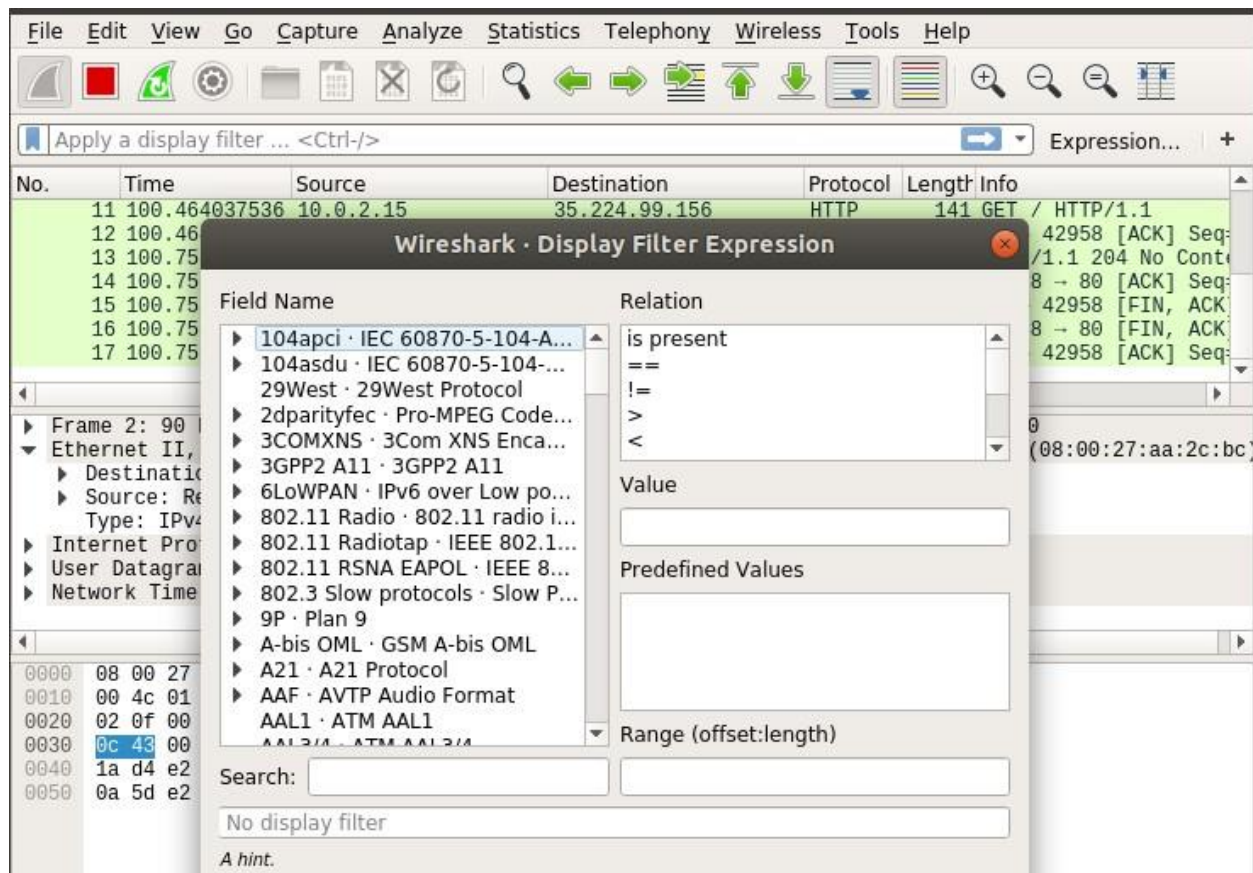 File Edit View Go Capture Analyze Statistics Telephony Wireless Tools Help
Apply a display filter ... <Ctrl-/>
Expression... +
No. Time Source Destination Protocol Length Info
11 100.464037536 10.0.2.15 35.224.99.156 HTTP 141 GET / HTTP/1.1
12 100.46 42958 [ACK] Seq=
13 100.75 /1.1 204 No Conte
14 100.75 8 → 80 [ACK] Seq=
15 100.75 42958 [FIN, ACK]
16 100.75 8 → 80 [FIN, ACK]
17 100.75 42958 [ACK] Seq=
Wireshark · Display Filter Expression
Field Name
104apci · IEC 60870-5-104-A...
104asdu · IEC 60870-5-104-...
29West · 29West Protocol
2dparityfec · Pro-MPEG Code...
3COMXNS · 3Com XNS Enca...
3GPP2 A11 · 3GPP2 A11
6LoWPAN · IPv6 over Low po...
802.11 Radio · 802.11 radio i...
802.11 Radiotap · IEEE 802.1...
802.11 RSNA EAPOL · IEEE 8...
802.3 Slow protocols · Slow P...
9P · Plan 9
A-bis OML · GSM A-bis OML
A21 · A21 Protocol
AAF · AVTP Audio Format
AAL1 · ATM AAL1
AAL3/4 · ATM AAL3/4
Search:
Relation
is present
==
!=
>
<
Value
Predefined Values
Range (offset:length)
No display filter
A hint.
Frame 2: 90
Ethernet II, (08:00:27:aa:2c:bc)
Destinatio
Source: Re
Type: IPv4
Internet Pro
User Datagra
Network Time
0000 08 00 27
0010 00 4c 01
0020 02 0f 00
0030 0c 43 00
0040 1a d4 e2
0050 0a 5d e2